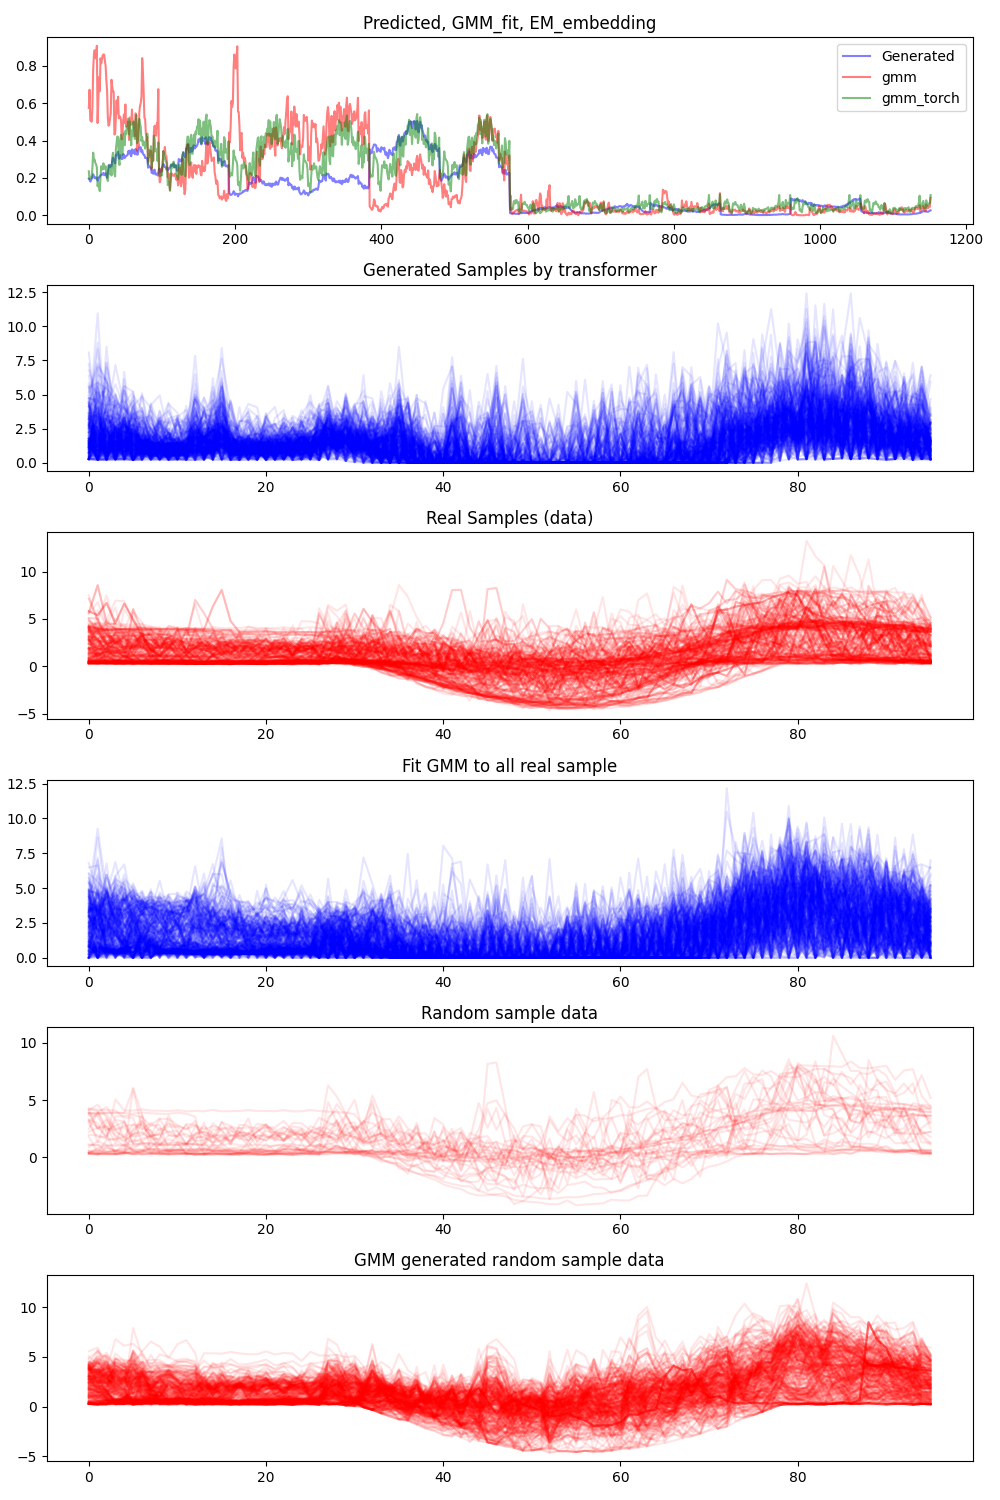 Predicted, GMM_fit, EM_embedding
0.8
0.6
0.4
0.2
0.0
Generated
gmm
gmm_torch
0 200 400 600 800 1000 1200
Generated Samples by transformer
12.5
10.0
7.5
5.0
2.5
0.0
0 20 40 60 80
Real Samples (data)
10
5
0
−5
0 20 40 60 80
Fit GMM to all real sample
12.5
10.0
7.5
5.0
2.5
0.0
0 20 40 60 80
Random sample data
10
5
0
0 20 40 60 80
GMM generated random sample data
10
5
0
−5
0 20 40 60 80